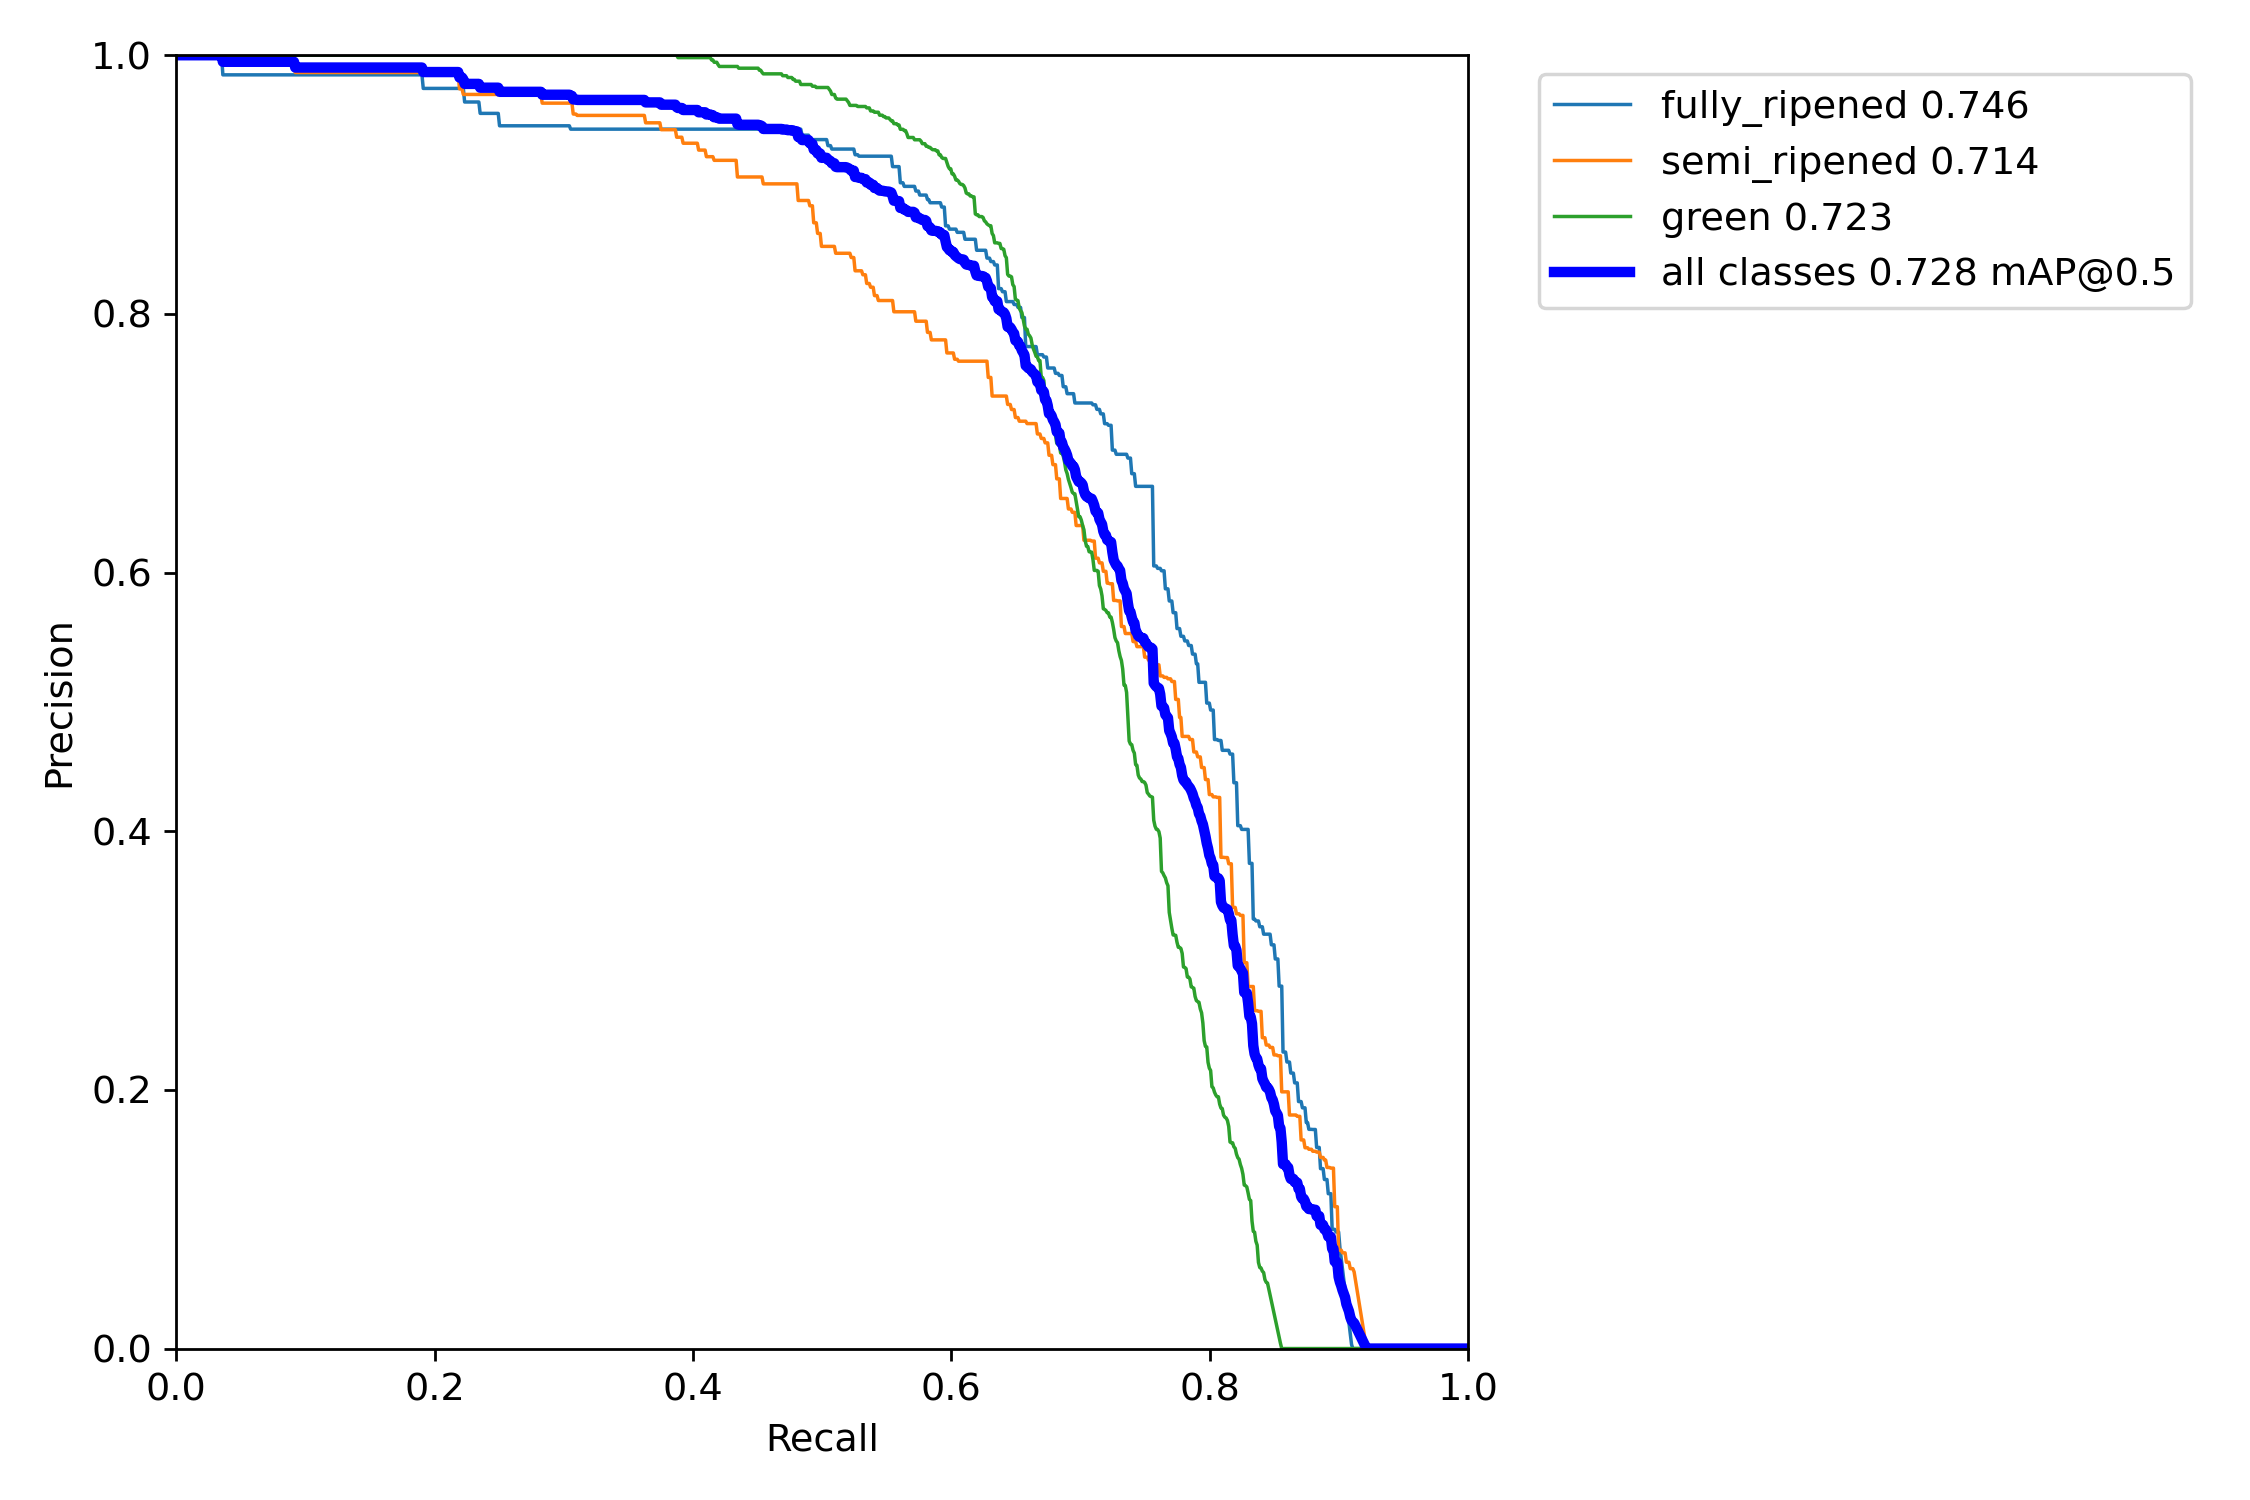 1.0
0.8
0.6
0.4
0.2
0.0
Precision
0.0 0.2 0.4 0.6 0.8 1.0
Recall
fully_ripened 0.746
semi_ripened 0.714
green 0.723
all classes 0.728 mAP@0.5